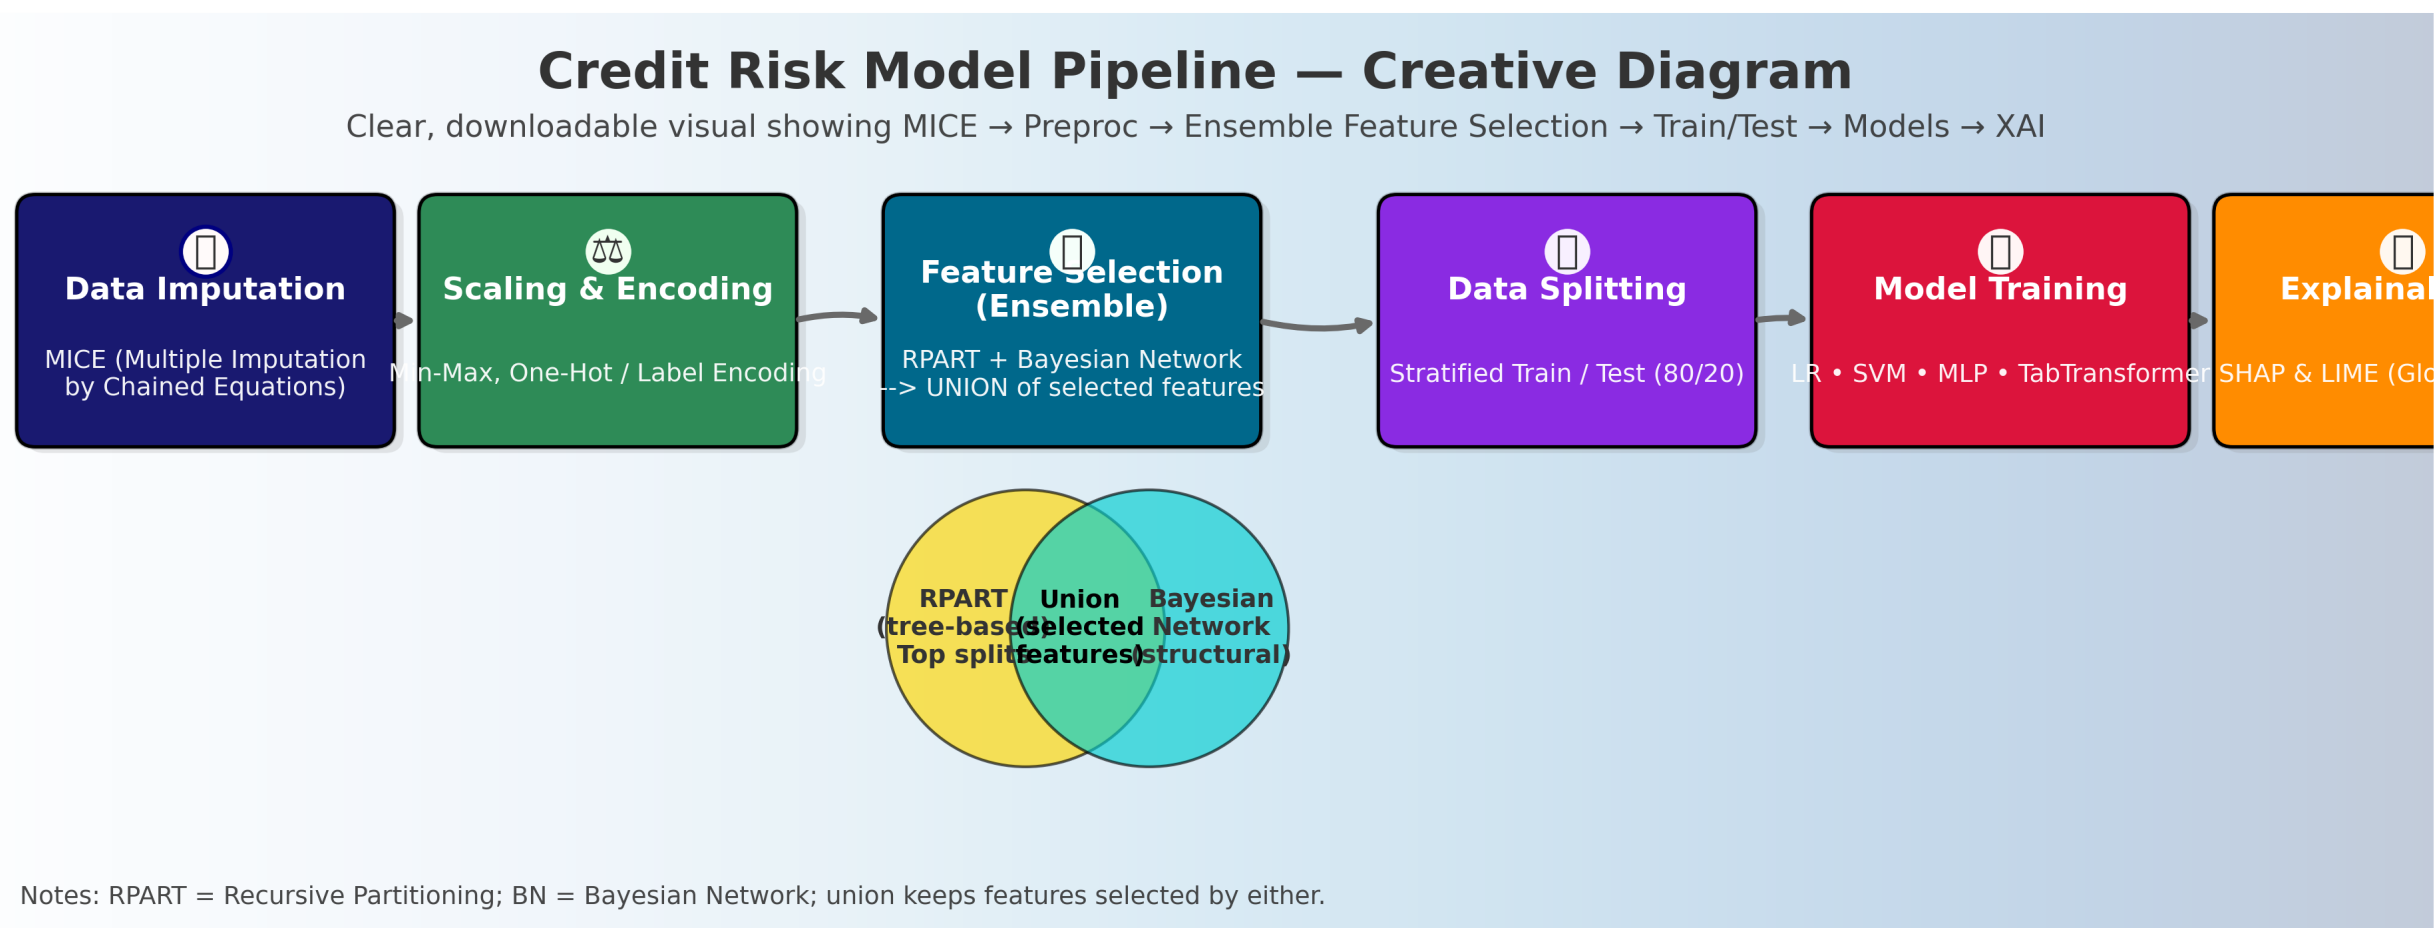 Credit Risk Model Pipeline — Creative Diagram
Clear, downloadable visual showing MICE → Preproc → Ensemble Feature Selection → Train/Test → Models → XAI
Data Imputation
MICE (Multiple Imputation
by Chained Equations)
⚖
Scaling & Encoding
Min-Max, One-Hot / Label Encoding
Feature Selection
(Ensemble)
RPART + Bayesian Network
--> UNION of selected features
Data Splitting
Stratified Train / Test (80/20)
Model Training
LR • SVM • MLP • TabTransformer
SHAP & LIME
RPART
(tree-based)
Top splits
Union
(selected
features)
Bayesian
Network
(structural)
Notes: RPART = Recursive Partitioning; BN = Bayesian Network; union keeps features selected by either.